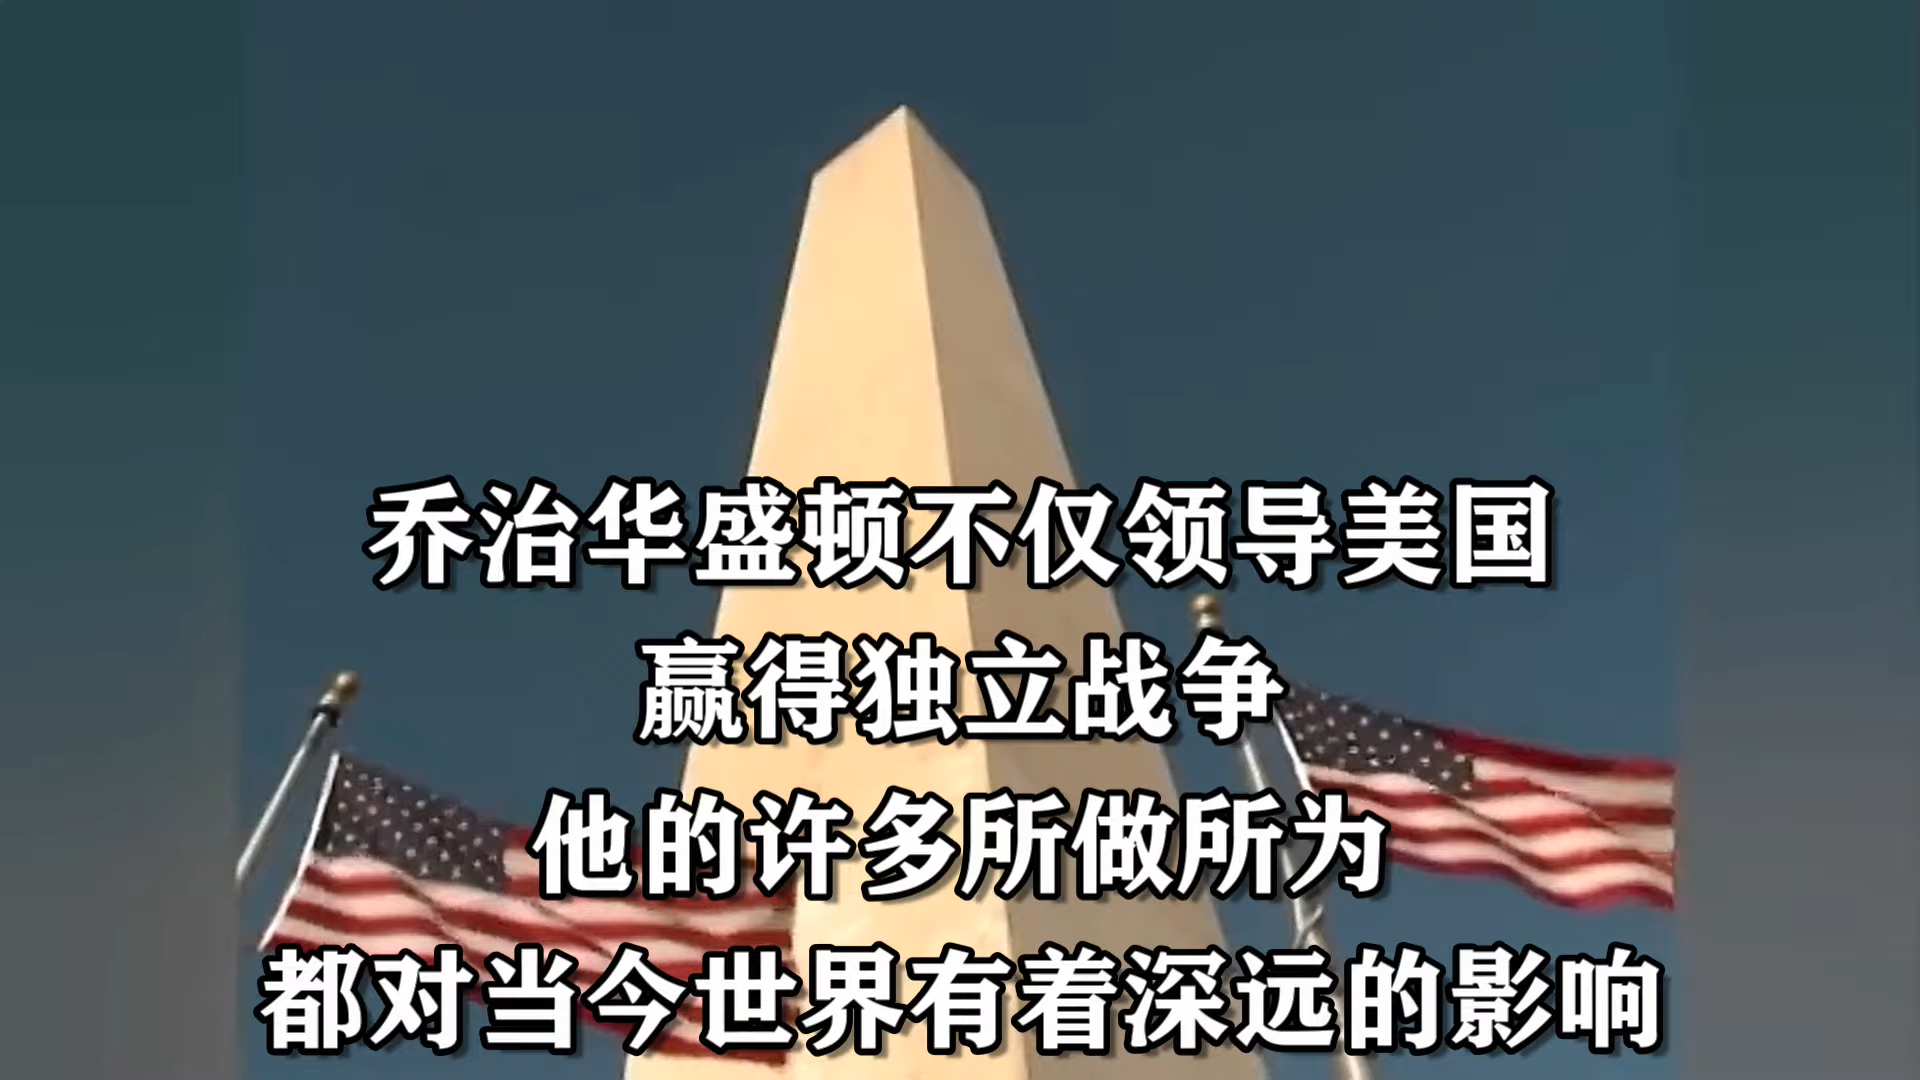 乔治华盛顿不仅领导美国
赢得独立战争
他的许多所做所为
都对当今世界有着深远的影响